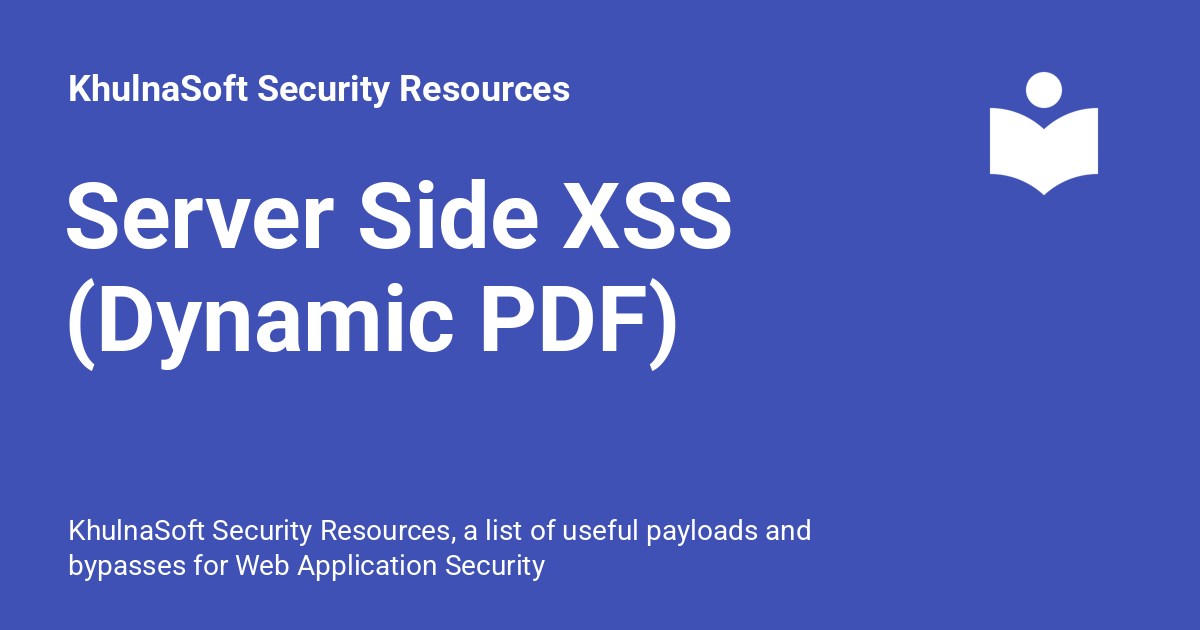 KhulnaSoft Security Resources
Server Side XSS
(Dynamic PDF)
KhulnaSoft Security Resources, a list of useful payloads and
bypasses for Web Application Security